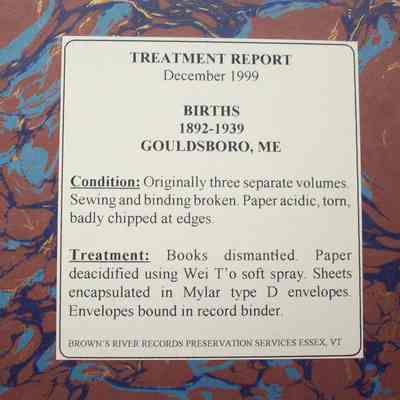 TREATMENT REPORT
December 1999
BIRTHS
1892-1939
GOULDSBORO, ME
Condition: Originally three separate volumes.
Sewing and binding broken. Paper acidic, torn,
badly chipped at edges.
Treatment: Books dismantled. Paper
deacidified using Wei T'o soft spray. Sheets
encapsulated in Mylar type D envelopes.
Envelopes bound in record binder.
BROWN'S RIVER RECORDS PRESERVATION SERVICES ESSEX, VT